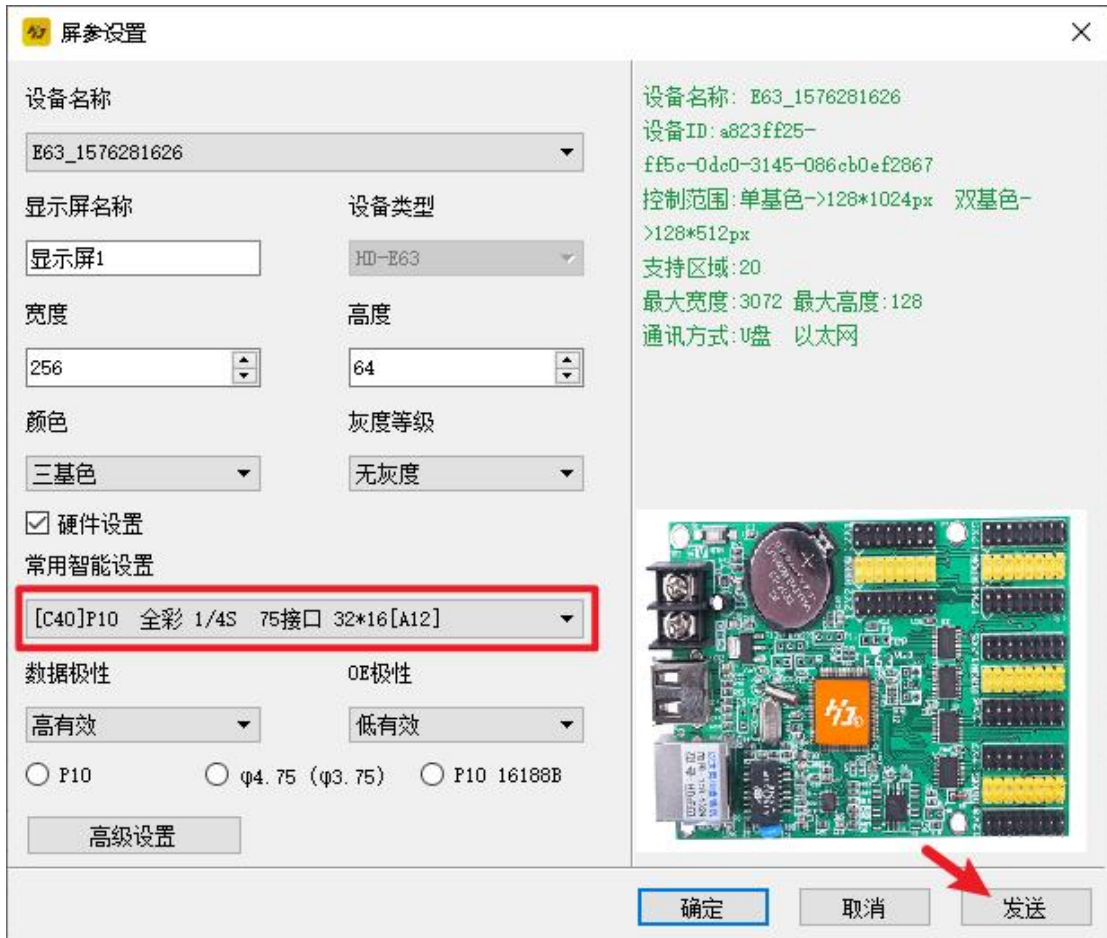 屏参设置
设备名称
E63_1576281626
显示屏名称 设备类型
显示屏1 HD-E63
宽度 高度
256 64
颜色 灰度等级
三基色 无灰度
硬件设置
常用智能设置
[C40]P10 全彩 1/4S 75接口 32*16[A12]
数据极性 OE极性
高有效 低有效
P10 φ4.75 (φ3.75) P10 16188B
高级设置
设备名称: E63_1576281626
设备ID:a823ff25-
ff5c-0dc0-3145-086cb0ef2867
控制范围:单基色->128*1024px 双基色-
>128*512px
支持区域:20
最大宽度:3072 最大高度:128
通讯方式:U盘 以太网
确定 取消 发送